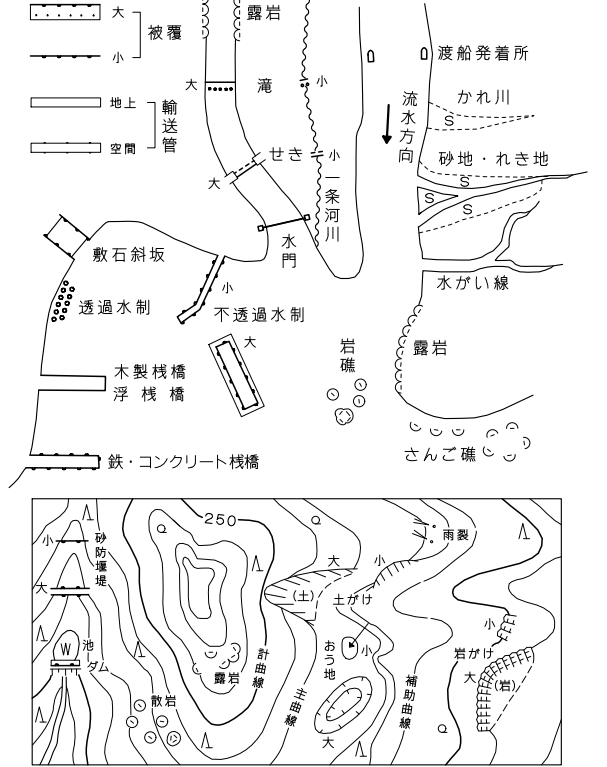 大
被覆
小
地上
輸送管
空間
露岩
大
滝
小
せき
小
大
一条河川
水門
渡船発着所
流水方向
かれ川
S
砂地・れき地
S
S
S
水がい線
敷石斜坂
透過水制
小
不透過水制
大
木製桟橋
浮桟橋
鉄・コンクリート桟橋
岩礁
露岩
さんご礁
250
小
砂防堰堤
大
W
池
ダム
散岩
露岩
計曲線
主曲線
大
小
(土)
土がけ
おう地
小
大
補助曲線
雨裂
小
岩がけ
大
(岩)